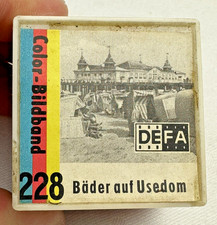 Color-Bildband
DEFA
228 Bäder auf Usedom